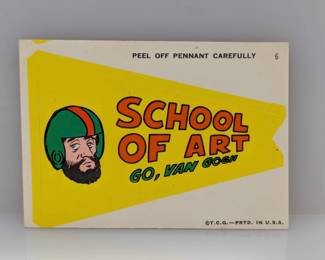 PEEL OFF PENNANT CAREFULLY 6
SCHOOL
OF ART
GO, VAN GOGH
©T.C.G.—PRTD. IN U.S.A.